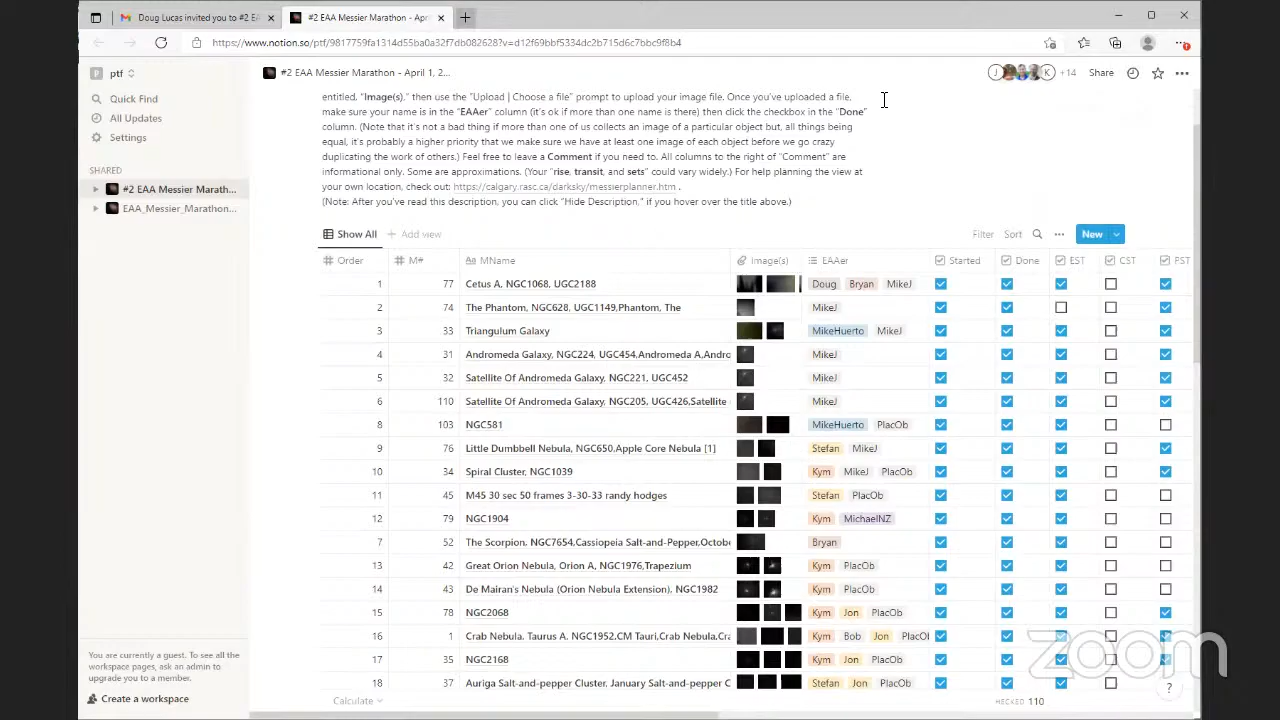 Doug Lucas invited you to #2 EA
#2 EAA Messier Marathon - Apri
https://www.notion.so/ptf/9817759fa1314d55ba0a32f7db082628?v=d12f69bbf5334dc2b715d6c7bbc9f8b4
ptf
#2 EAA Messier Marathon - April 1, 2...
J K +14 Share
Quick Find
All Updates
Settings
SHARED
#2 EAA Messier Marath...
EAA_Messier_Marathon...
entitled, "Image(s)," then use the "Upload | Choose a file" prompt to upload your image file. Once you've uploaded a file,
make sure your name is in the "EAAer" column (it's ok if more than one name is there) then click the checkbox in the "Done"
column. (Note that it's not a bad thing if more than one of us collects an image of a particular object but, all things being
equal, it's probably a higher priority that we make sure we have at least one image of each object before we go crazy
duplicating the work of others.) Feel free to leave a Comment if you need to. All columns to the right of "Comment" are
informational only. Some are approximations. (Your "rise, transit, and sets" could vary widely.) For help planning the view at
your own location, check out: https://calgary.rasc.ca/darksky/messierplanner.htm .
(Note: After you've read this description, you can click "Hide Description," if you hover over the title above.)
Show All + Add view Filter Sort New
Order M# MName Image(s) EAAer Started Done EST CST PST
1 77 Cetus A, NGC1068, UGC2188 Doug Bryan MikeJ
2 74 The Phantom, NGC628, UGC1149,Phantom, The MikeJ
3 33 Triangulum Galaxy MikeHuerto MikeJ
4 31 Andromeda Galaxy, NGC224, UGC454,Andromeda A,Andro MikeJ
5 32 Satellite Of Andromeda Galaxy, NGC221, UGC452 MikeJ
6 110 Satellite Of Andromeda Galaxy, NGC205, UGC426,Satellite MikeJ
8 103 NGC581 MikeHuerto PlacOb
9 76 Little Dumbbell Nebula, NGC650,Apple Core Nebula [1] Stefan MikeJ
10 34 Spiral Cluster, NGC1039 Kym MikeJ PlacOb
11 45 M45 30 sec 50 frames 3-30-33 randy hodges Stefan PlacOb
12 79 NGC1904 Kym MichaelNZ
7 52 The Scorpion, NGC7654,Cassiopeia Salt-and-Pepper,Octobe Bryan
13 42 Great Orion Nebula, Orion A, NGC1976,Trapezium Kym PlacOb
14 43 De Mairan's Nebula (Orion Nebula Extension), NGC1982 Kym PlacOb
15 78 NGC2068 Kym Jon PlacOb
16 1 Crab Nebula, Taurus A, NGC1952,CM Tauri,Crab Nebula,Cra Kym Bob Jon PlacOl
17 35 NGC2168 Kym Jon PlacOb
18 37 Auriga Salt-and-pepper Cluster, January Salt-and-pepper C Stefan Jon PlacOb
You are currently a guest. To see all the
workspace pages, ask an admin to
upgrade you to a member.
Create a workspace
Calculate
HECKED 110
zoom
?